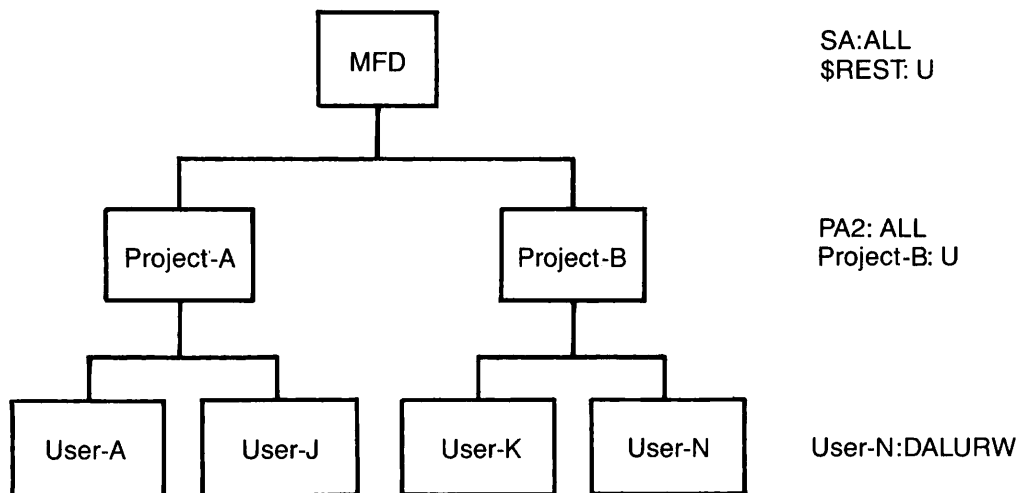 MFD
SA:ALL
$REST: U
Project-A
Project-B
PA2: ALL
Project-B: U
User-A
User-J
User-K
User-N
User-N:DALURW